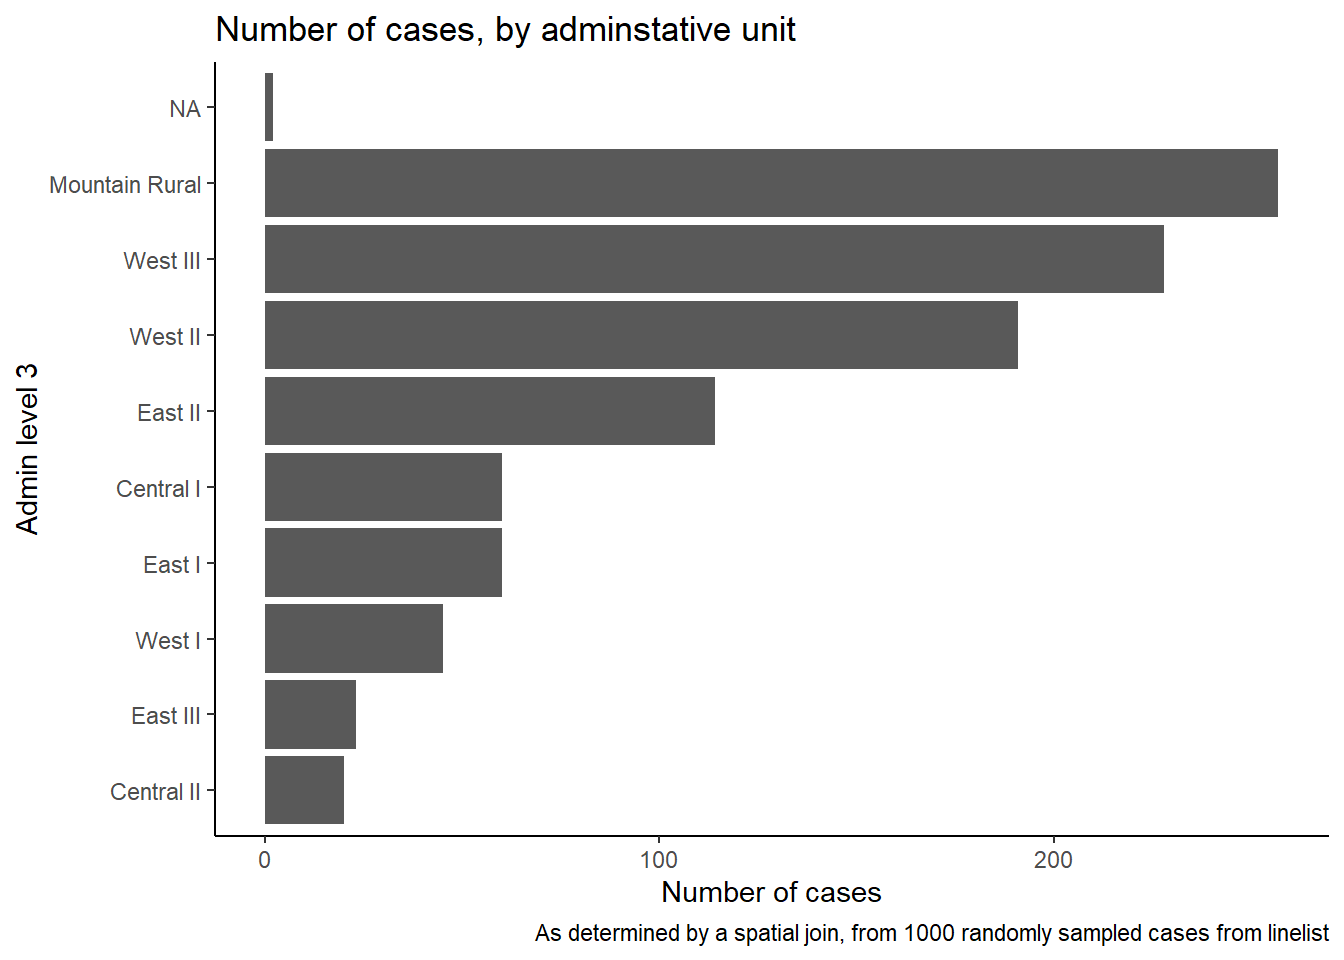 Number of cases, by adminstative unit
NA
Mountain Rural
West III
West II
East II
Central I
East I
West I
East III
Central II
Admin level 3
0 100 200
Number of cases
As determined by a spatial join, from 1000 randomly sampled cases from linelist